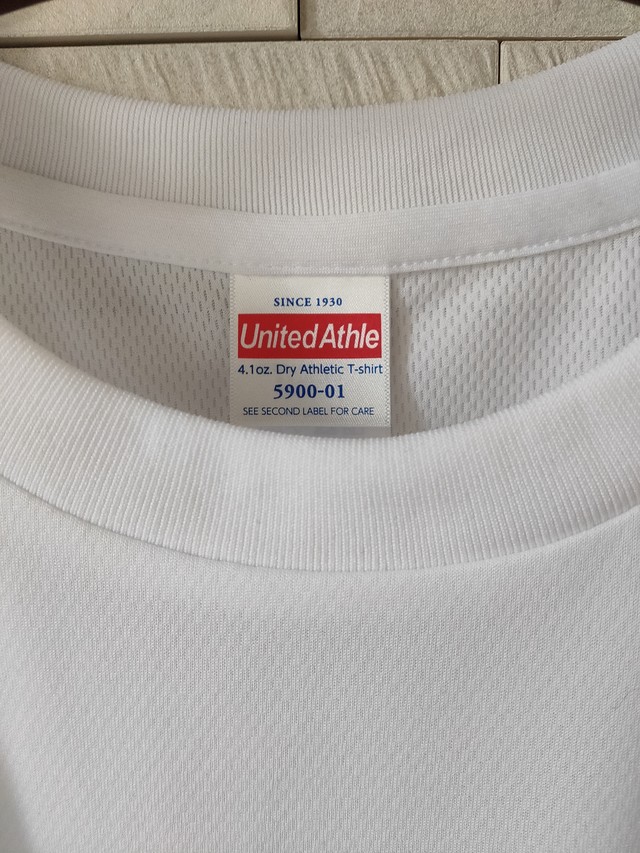 SINCE 1930
UnitedAthle
4.1oz. Dry Athletic T-shirt
5900-01
SEE SECOND LABEL FOR CARE